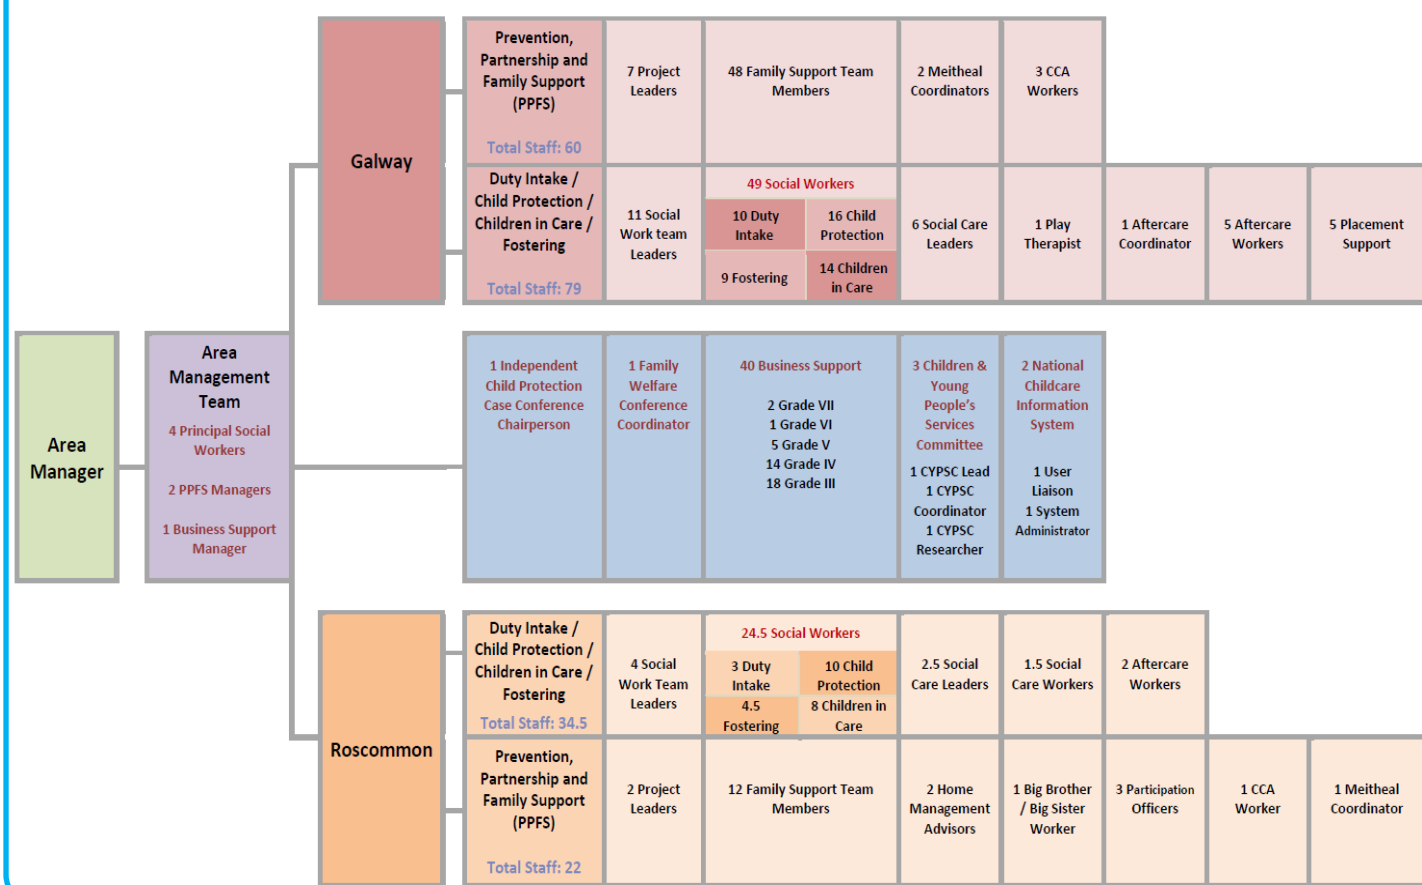 Prevention,
Partnership and
Family Support
(PPFS)
Total Staff: 60
7 Project
Leaders
48 Family Support Team
Members
2 Meitheal
Coordinators
3 CCA
Workers
Galway
Duty Intake /
Child Protection /
Children in Care /
Fostering
Total Staff: 79
11 Social
Work team
Leaders
49 Social Workers
10 Duty
Intake
16 Child
Protection
9 Fostering
14 Children
in Care
6 Social Care
Leaders
1 Play
Therapist
1 Aftercare
Coordinator
5 Aftercare
Workers
5 Placement
Support
Area
Manager
Area
Management
Team
4 Principal Social
Workers
2 PPFS Managers
1 Business Support
Manager
1 Independent
Child Protection
Case Conference
Chairperson
1 Family
Welfare
Conference
Coordinator
40 Business Support
2 Grade VII
1 Grade VI
5 Grade V
14 Grade IV
18 Grade III
3 Children &
Young
People's
Services
Committee
1 CYPSC Lead
1 CYPSC
Coordinator
1 CYPSC
Researcher
2 National
Childcare
Information
System
1 User
Liaison
1 System
Administrator
Roscommon
Duty Intake /
Child Protection /
Children in Care /
Fostering
Total Staff: 34.5
4 Social
Work Team
Leaders
24.5 Social Workers
3 Duty
Intake
10 Child
Protection
4.5
Fostering
8 Children in
Care
2.5 Social
Care Leaders
1.5 Social
Care Workers
2 Aftercare
Workers
Prevention,
Partnership and
Family Support
(PPFS)
Total Staff: 22
2 Project
Leaders
12 Family Support Team
Members
2 Home
Management
Advisors
1 Big Brother
/ Big Sister
Worker
3 Participation
Officers
1 CCA
Worker
1 Meitheal
Coordinator